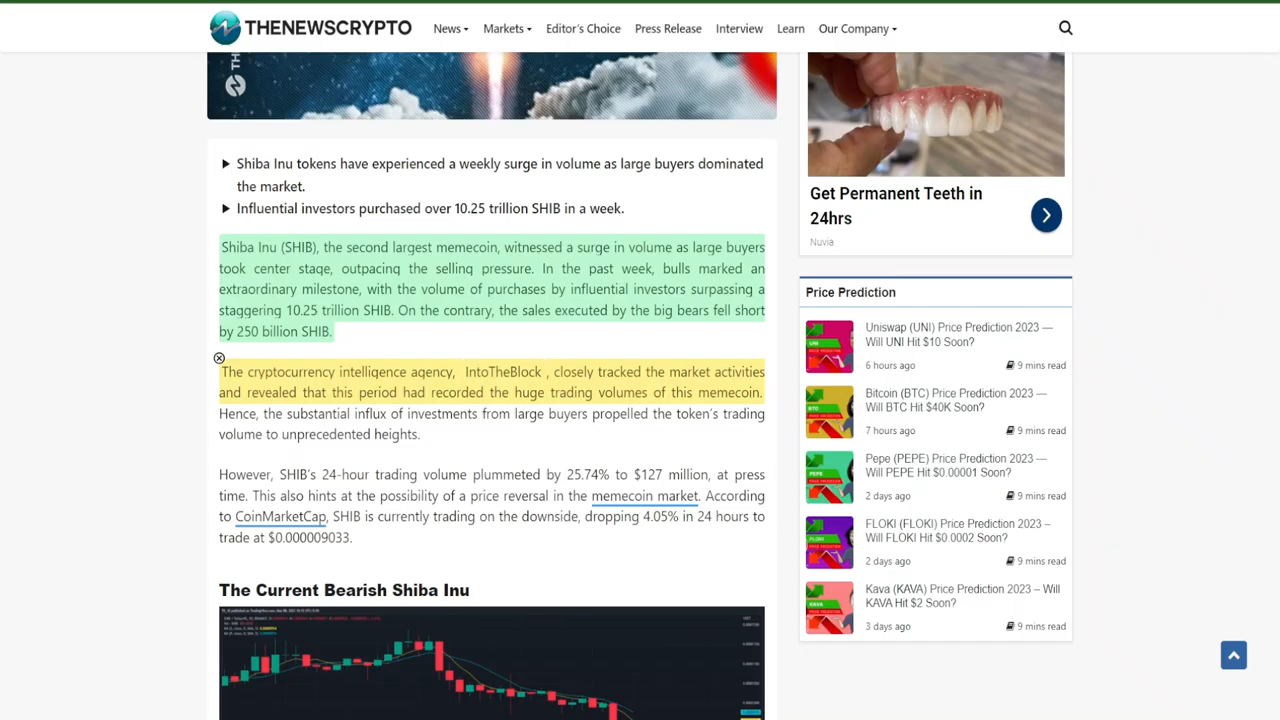 THENEWSCRYPTO
News
Markets
Editor's Choice
Press Release
Interview
Learn
Our Company
Shiba Inu tokens have experienced a weekly surge in volume as large buyers dominated
the market.
Influential investors purchased over 10.25 trillion SHIB in a week.
Shiba Inu (SHIB), the second largest memecoin, witnessed a surge in volume as large buyers
took center stage, outpacing the selling pressure. In the past week, bulls marked an
extraordinary milestone, with the volume of purchases by influential investors surpassing a
staggering 10.25 trillion SHIB. On the contrary, the sales executed by the big bears fell short
by 250 billion SHIB.
The cryptocurrency intelligence agency, IntoTheBlock , closely tracked the market activities
and revealed that this period had recorded the huge trading volumes of this memecoin.
Hence, the substantial influx of investments from large buyers propelled the token's trading
volume to unprecedented heights.
However, SHIB's 24-hour trading volume plummeted by 25.74% to $127 million, at press
time. This also hints at the possibility of a price reversal in the memecoin market. According
to CoinMarketCap, SHIB is currently trading on the downside, dropping 4.05% in 24 hours to
trade at $0.000009033.
The Current Bearish Shiba Inu
Get Permanent Teeth in
24hrs
Nuvia
Price Prediction
Uniswap (UNI) Price Prediction 2023 —
Will UNI Hit $10 Soon?
6 hours ago
9 mins read
Bitcoin (BTC) Price Prediction 2023 —
Will BTC Hit $40K Soon?
7 hours ago
9 mins read
Pepe (PEPE) Price Prediction 2023 —
Will PEPE Hit $0.00001 Soon?
2 days ago
9 mins read
FLOKI (FLOKI) Price Prediction 2023 –
Will FLOKI Hit $0.0002 Soon?
2 days ago
9 mins read
Kava (KAVA) Price Prediction 2023 – Will
KAVA Hit $2 Soon?
3 days ago
9 mins read